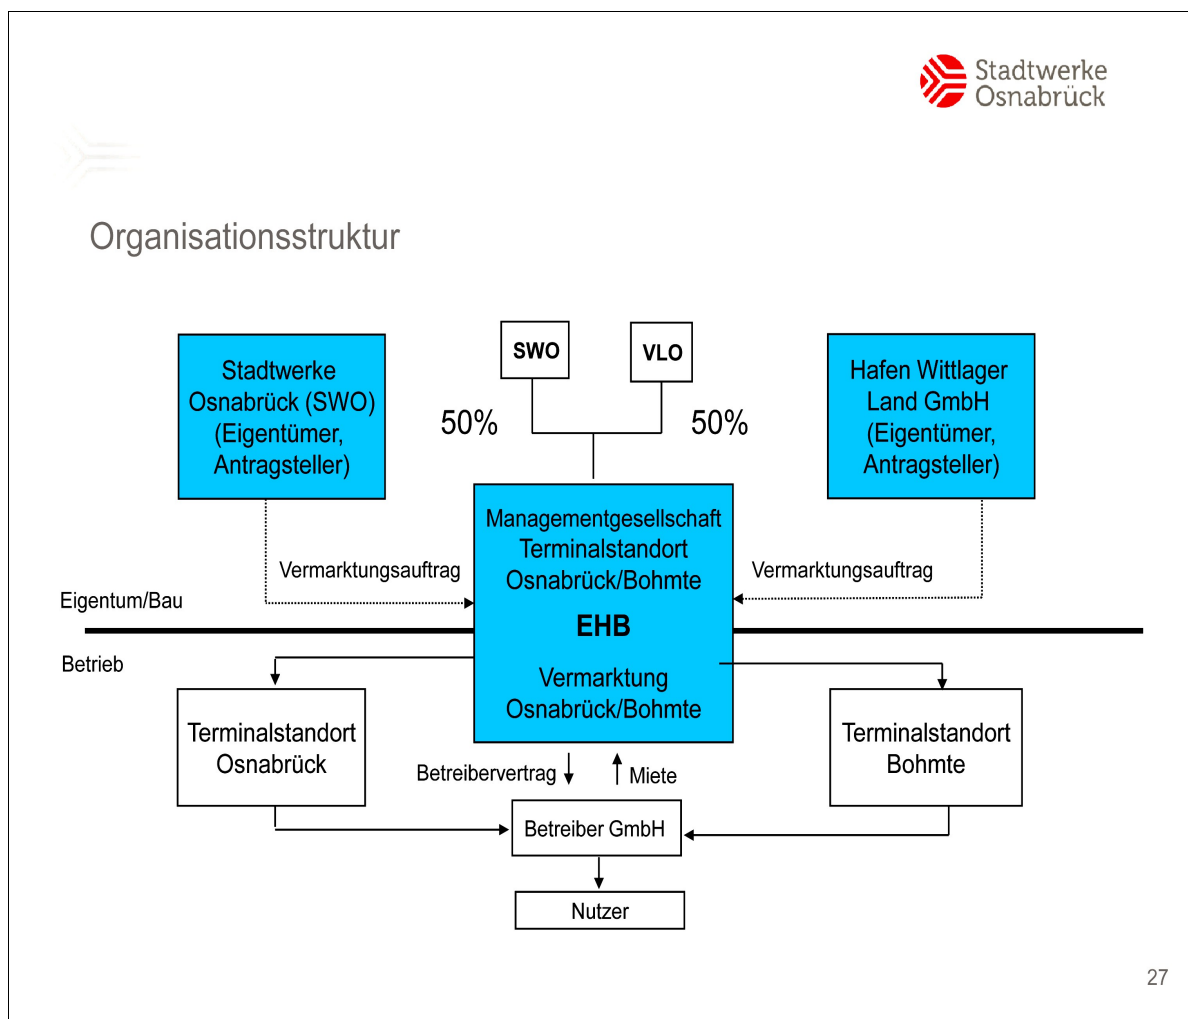 Stadtwerke
Osnabrück
Organisationsstruktur
Stadtwerke
Osnabrück (SWO)
(Eigentümer,
Antragsteller)
SWO
VLO
50%
50%
Hafen Wittlager
Land GmbH
(Eigentümer,
Antragsteller)
Managementgesellschaft
Terminalstandort
Osnabrück/Bohmte
EHB
Vermarktung
Osnabrück/Bohmte
Vermarktungsauftrag
Vermarktungsauftrag
Eigentum/Bau
Betrieb
Terminalstandort
Osnabrück
Terminalstandort
Bohmte
Betreibervertrag
Miete
Betreiber GmbH
Nutzer
27